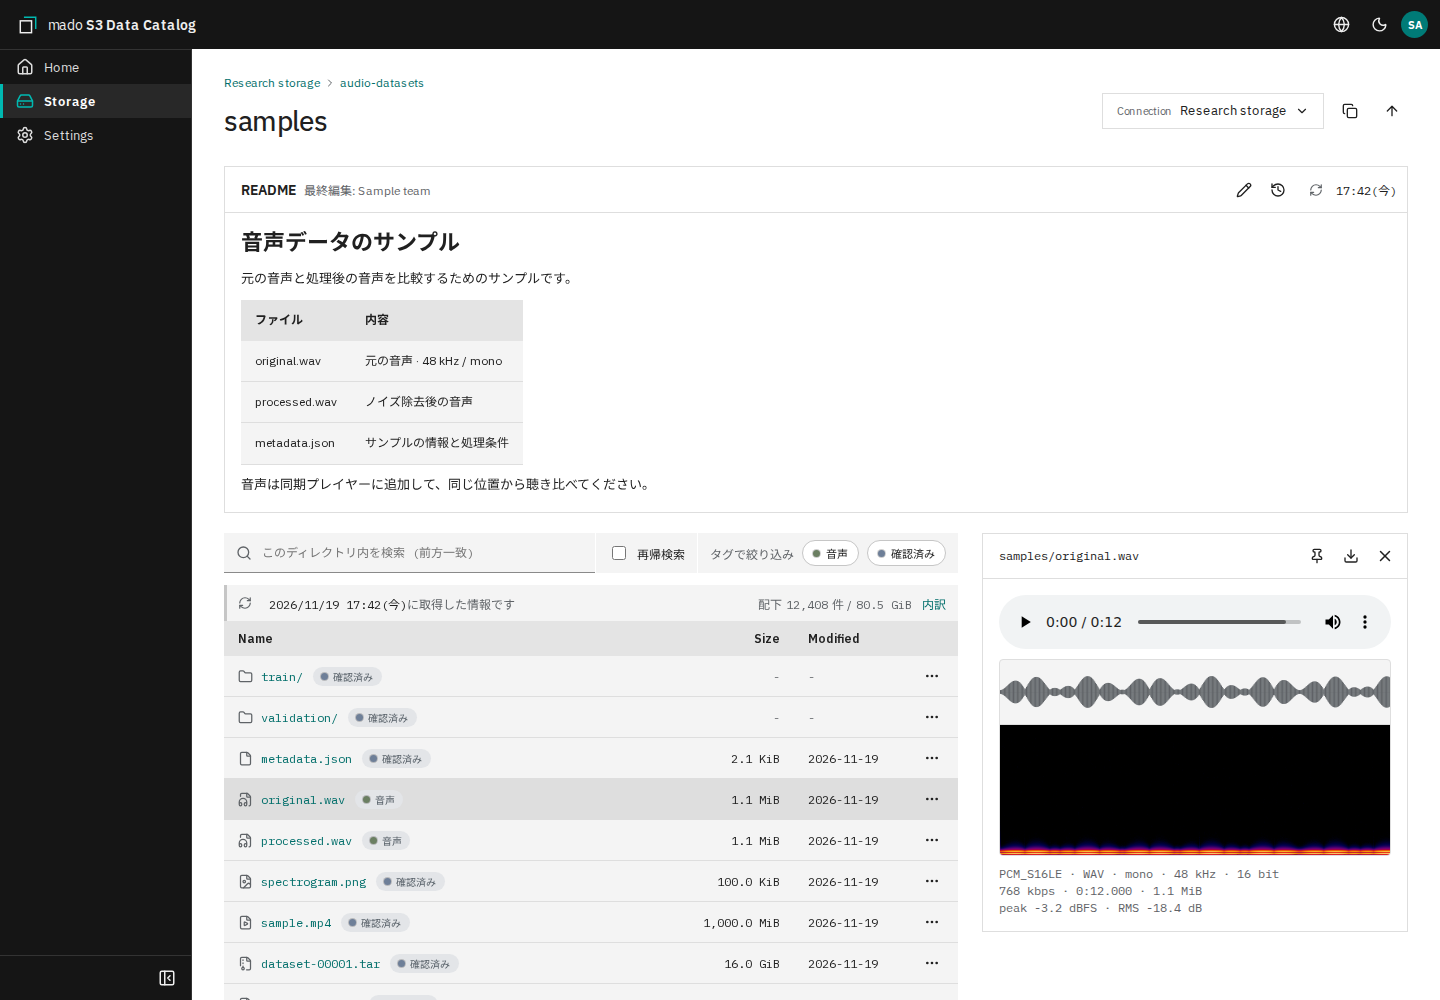 mado S3 Data Catalog
SA
Home
Storage
Settings
Research storage > audio-datasets
samples
Connection Research storage
README 最終編集: Sample team
17:42(今)
音声データのサンプル
元の音声と処理後の音声を比較するためのサンプルです。
ファイル 内容
original.wav 元の音声 · 48 kHz / mono
processed.wav ノイズ除去後の音声
metadata.json サンプルの情報と処理条件
音声は同期プレイヤーに追加して、同じ位置から聴き比べてください。
このディレクトリ内を検索 (前方一致)
再帰検索
タグで絞り込み 音声 確認済み
2026/11/19 17:42(今)に取得した情報です
配下 12,408 件 / 80.5 GiB 内訳
Name Size Modified
train/ 確認済み - -
validation/ 確認済み - -
metadata.json 確認済み 2.1 KiB 2026-11-19
original.wav 音声 1.1 MiB 2026-11-19
processed.wav 音声 1.1 MiB 2026-11-19
spectrogram.png 確認済み 100.0 KiB 2026-11-19
sample.mp4 確認済み 1,000.0 MiB 2026-11-19
dataset-00001.tar 確認済み 16.0 GiB 2026-11-19
samples/original.wav
0:00 / 0:12
PCM_S16LE · WAV · mono · 48 kHz · 16 bit
768 kbps · 0:12.000 · 1.1 MiB
peak -3.2 dBFS · RMS -18.4 dB